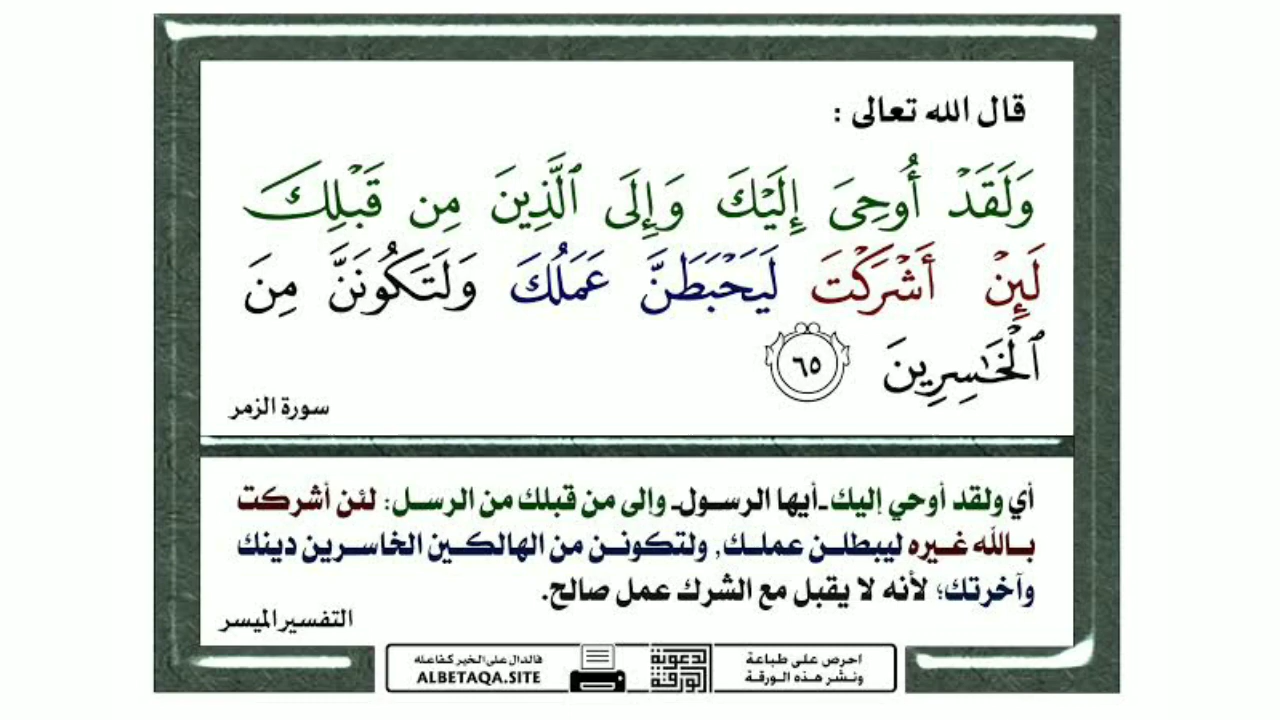 قال الله تعالى :
وَلَقَدْ أُوحِىَ إِلَيْكَ وَإِلَى ٱلَّذِينَ مِن قَبْلِكَ
لَئِنْ أَشْرَكْتَ لَيَحْبَطَنَّ عَمَلُكَ وَلَتَكُونَنَّ مِنَ
ٱلْخَٰسِرِينَ ٦٥
سورة الزمر
أي ولقد أوحي إليك ـ أيها الرسول ـ وإلى من قبلك من الرسل: لئن أشركت
بالله غيره ليبطلن عملك, ولتكونن من الهالكين الخاسرين دينك
وآخرتك؛ لأنه لا يقبل مع الشرك عمل صالح.
التفسير الميسر
احرص على طباعة
ونشر هذه الورقة
الورقة الدعوية
فالدال على الخير كفاعله
ALBETAQA.SITE